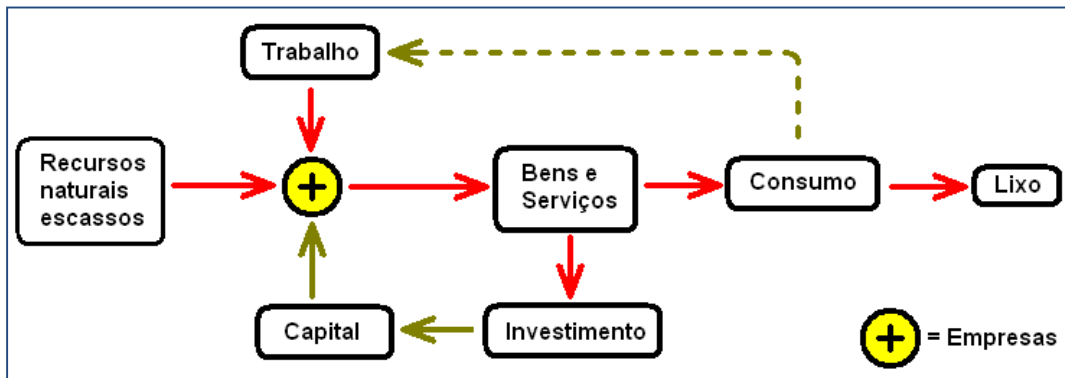 Trabalho
Recursos
naturais
escassos
Bens e
Serviços
Consumo
Lixo
Capital
Investimento
+ = Empresas